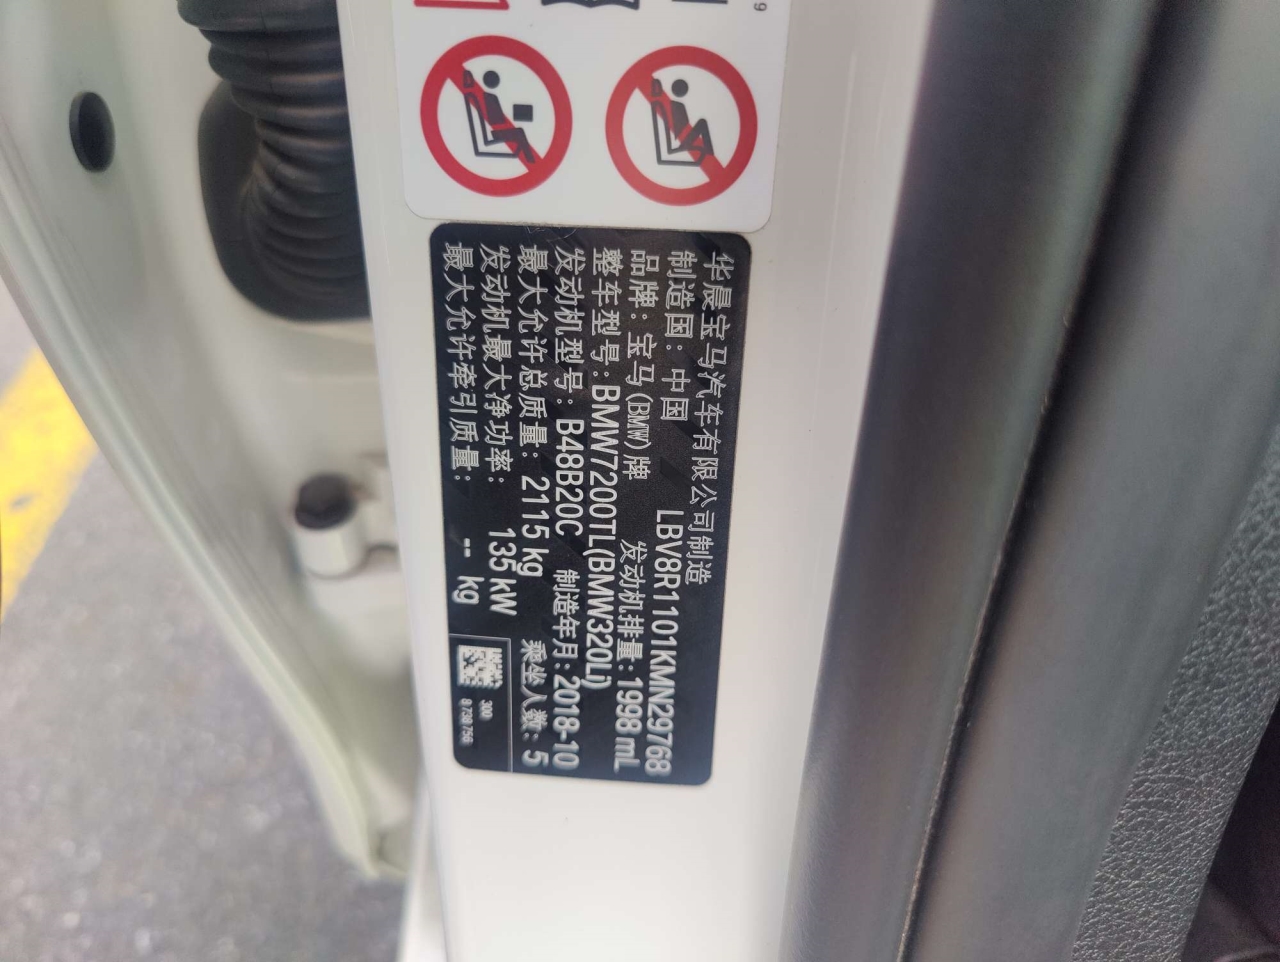 华晨宝马汽车有限公司制造
制造国：中国 LBV8R1101KMN29768
品牌：宝马(BMW)牌 发动机排量：1998 mL
整车型号：BMW7200TL(BMW320Li)
发动机型号：B48B20C 制造年月：2018-10
最大允许总质量：2115 kg 乘坐人数：5
发动机最大净功率：135 kW
最大允许牵引质量：-- kg
300
8 738 756